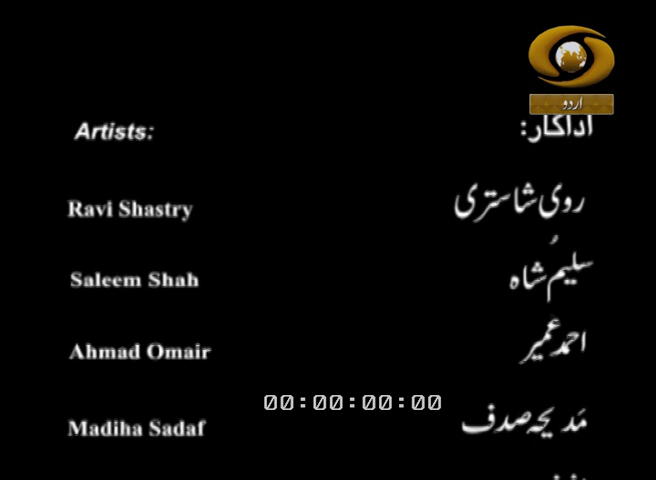 اردو
Artists: اداکار:
Ravi Shastry روی شاستری
Saleem Shah سلیم شاہ
Ahmad Omair احمد عمیر
00:00:00:00
Madiha Sadaf مَدیحہ صدف